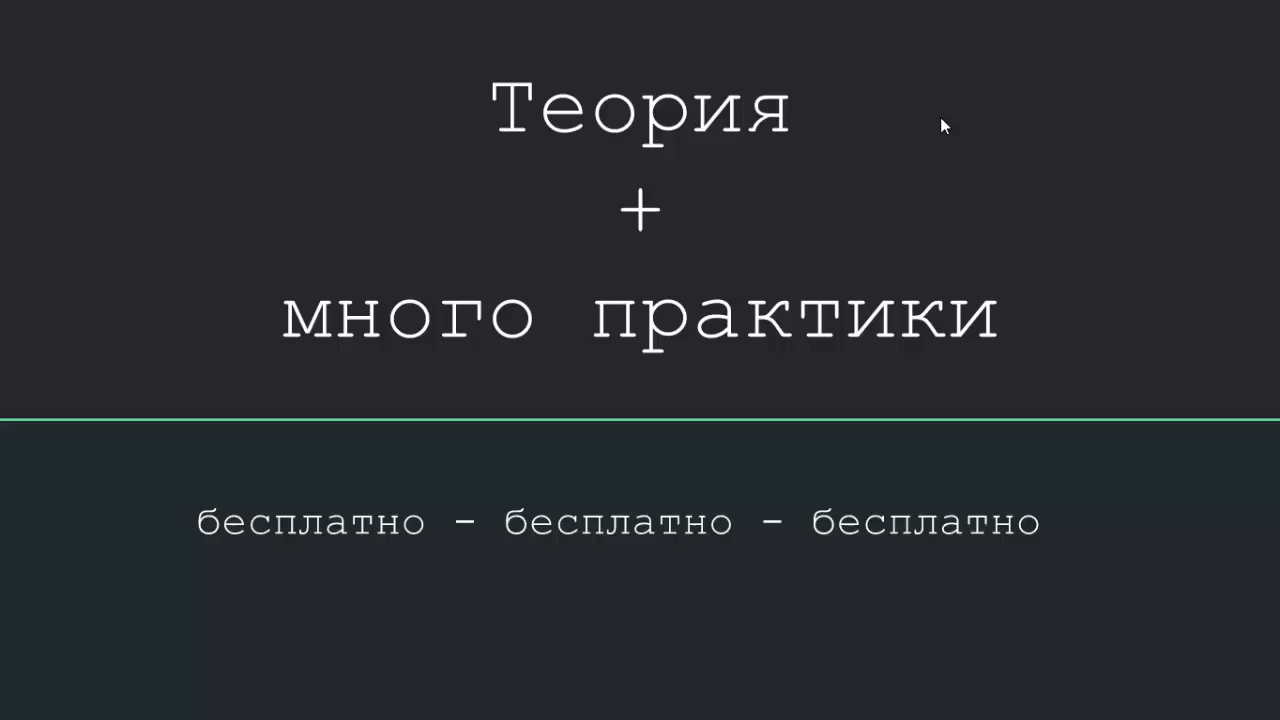 Теория
+
много практики
бесплатно - бесплатно - бесплатно